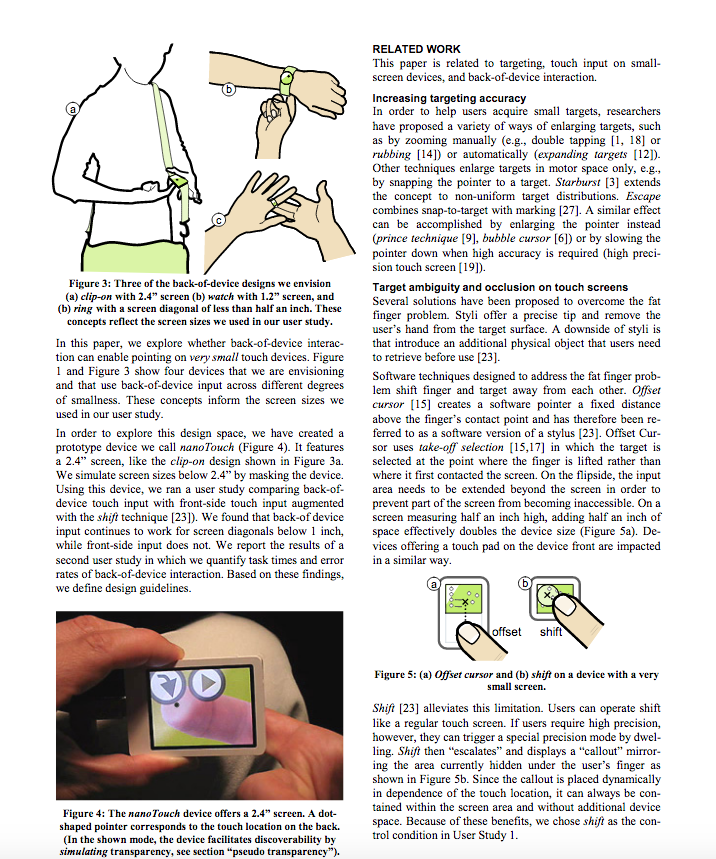 a
b
c
Figure 3: Three of the back-of-device designs we envision
(a) clip-on with 2.4” screen (b) watch with 1.2” screen, and
(b) ring with a screen diagonal of less than half an inch. These
concepts reflect the screen sizes we used in our user study.
In this paper, we explore whether back-of-device interac-
tion can enable pointing on very small touch devices. Figure
1 and Figure 3 show four devices that we are envisioning
and that use back-of-device input across different degrees
of smallness. These concepts inform the screen sizes we
used in our user study.
In order to explore this design space, we have created a
prototype device we call nanoTouch (Figure 4). It features
a 2.4” screen, like the clip-on design shown in Figure 3a.
We simulate screen sizes below 2.4” by masking the device.
Using this device, we ran a user study comparing back-of-
device touch input with front-side touch input augmented
with the shift technique [23]). We found that back-of device
input continues to work for screen diagonals below 1 inch,
while front-side input does not. We report the results of a
second user study in which we quantify task times and error
rates of back-of-device interaction. Based on these findings,
we define design guidelines.
Figure 4: The nanoTouch device offers a 2.4” screen. A dot-
shaped pointer corresponds to the touch location on the back.
(In the shown mode, the device facilitates discoverability by
simulating transparency, see section “pseudo transparency”).
RELATED WORK
This paper is related to targeting, touch input on small-
screen devices, and back-of-device interaction.
Increasing targeting accuracy
In order to help users acquire small targets, researchers
have proposed a variety of ways of enlarging targets, such
as by zooming manually (e.g., double tapping [1, 18] or
rubbing [14]) or automatically (expanding targets [12]).
Other techniques enlarge targets in motor space only, e.g.,
by snapping the pointer to a target. Starburst [3] extends
the concept to non-uniform target distributions. Escape
combines snap-to-target with marking [27]. A similar effect
can be accomplished by enlarging the pointer instead
(prince technique [9], bubble cursor [6]) or by slowing the
pointer down when high accuracy is required (high preci-
sion touch screen [19]).
Target ambiguity and occlusion on touch screens
Several solutions have been proposed to overcome the fat
finger problem. Styli offer a precise tip and remove the
user’s hand from the target surface. A downside of styli is
that introduce an additional physical object that users need
to retrieve before use [23].
Software techniques designed to address the fat finger prob-
lem shift finger and target away from each other. Offset
cursor [15] creates a software pointer a fixed distance
above the finger’s contact point and has therefore been re-
ferred to as a software version of a stylus [23]. Offset Cur-
sor uses take-off selection [15,17] in which the target is
selected at the point where the finger is lifted rather than
where it first contacted the screen. On the flipside, the input
area needs to be extended beyond the screen in order to
prevent part of the screen from becoming inaccessible. On a
screen measuring half an inch high, adding half an inch of
space effectively doubles the device size (Figure 5a). De-
vices offering a touch pad on the device front are impacted
in a similar way.
a
b
offset
shift
Figure 5: (a) Offset cursor and (b) shift on a device with a very
small screen.
Shift [23] alleviates this limitation. Users can operate shift
like a regular touch screen. If users require high precision,
however, they can trigger a special precision mode by dwel-
ling. Shift then “escalates” and displays a “callout” mirror-
ing the area currently hidden under the user’s finger as
shown in Figure 5b. Since the callout is placed dynamically
in dependence of the touch location, it can always be con-
tained within the screen area and without additional device
space. Because of these benefits, we chose shift as the con-
trol condition in User Study 1.